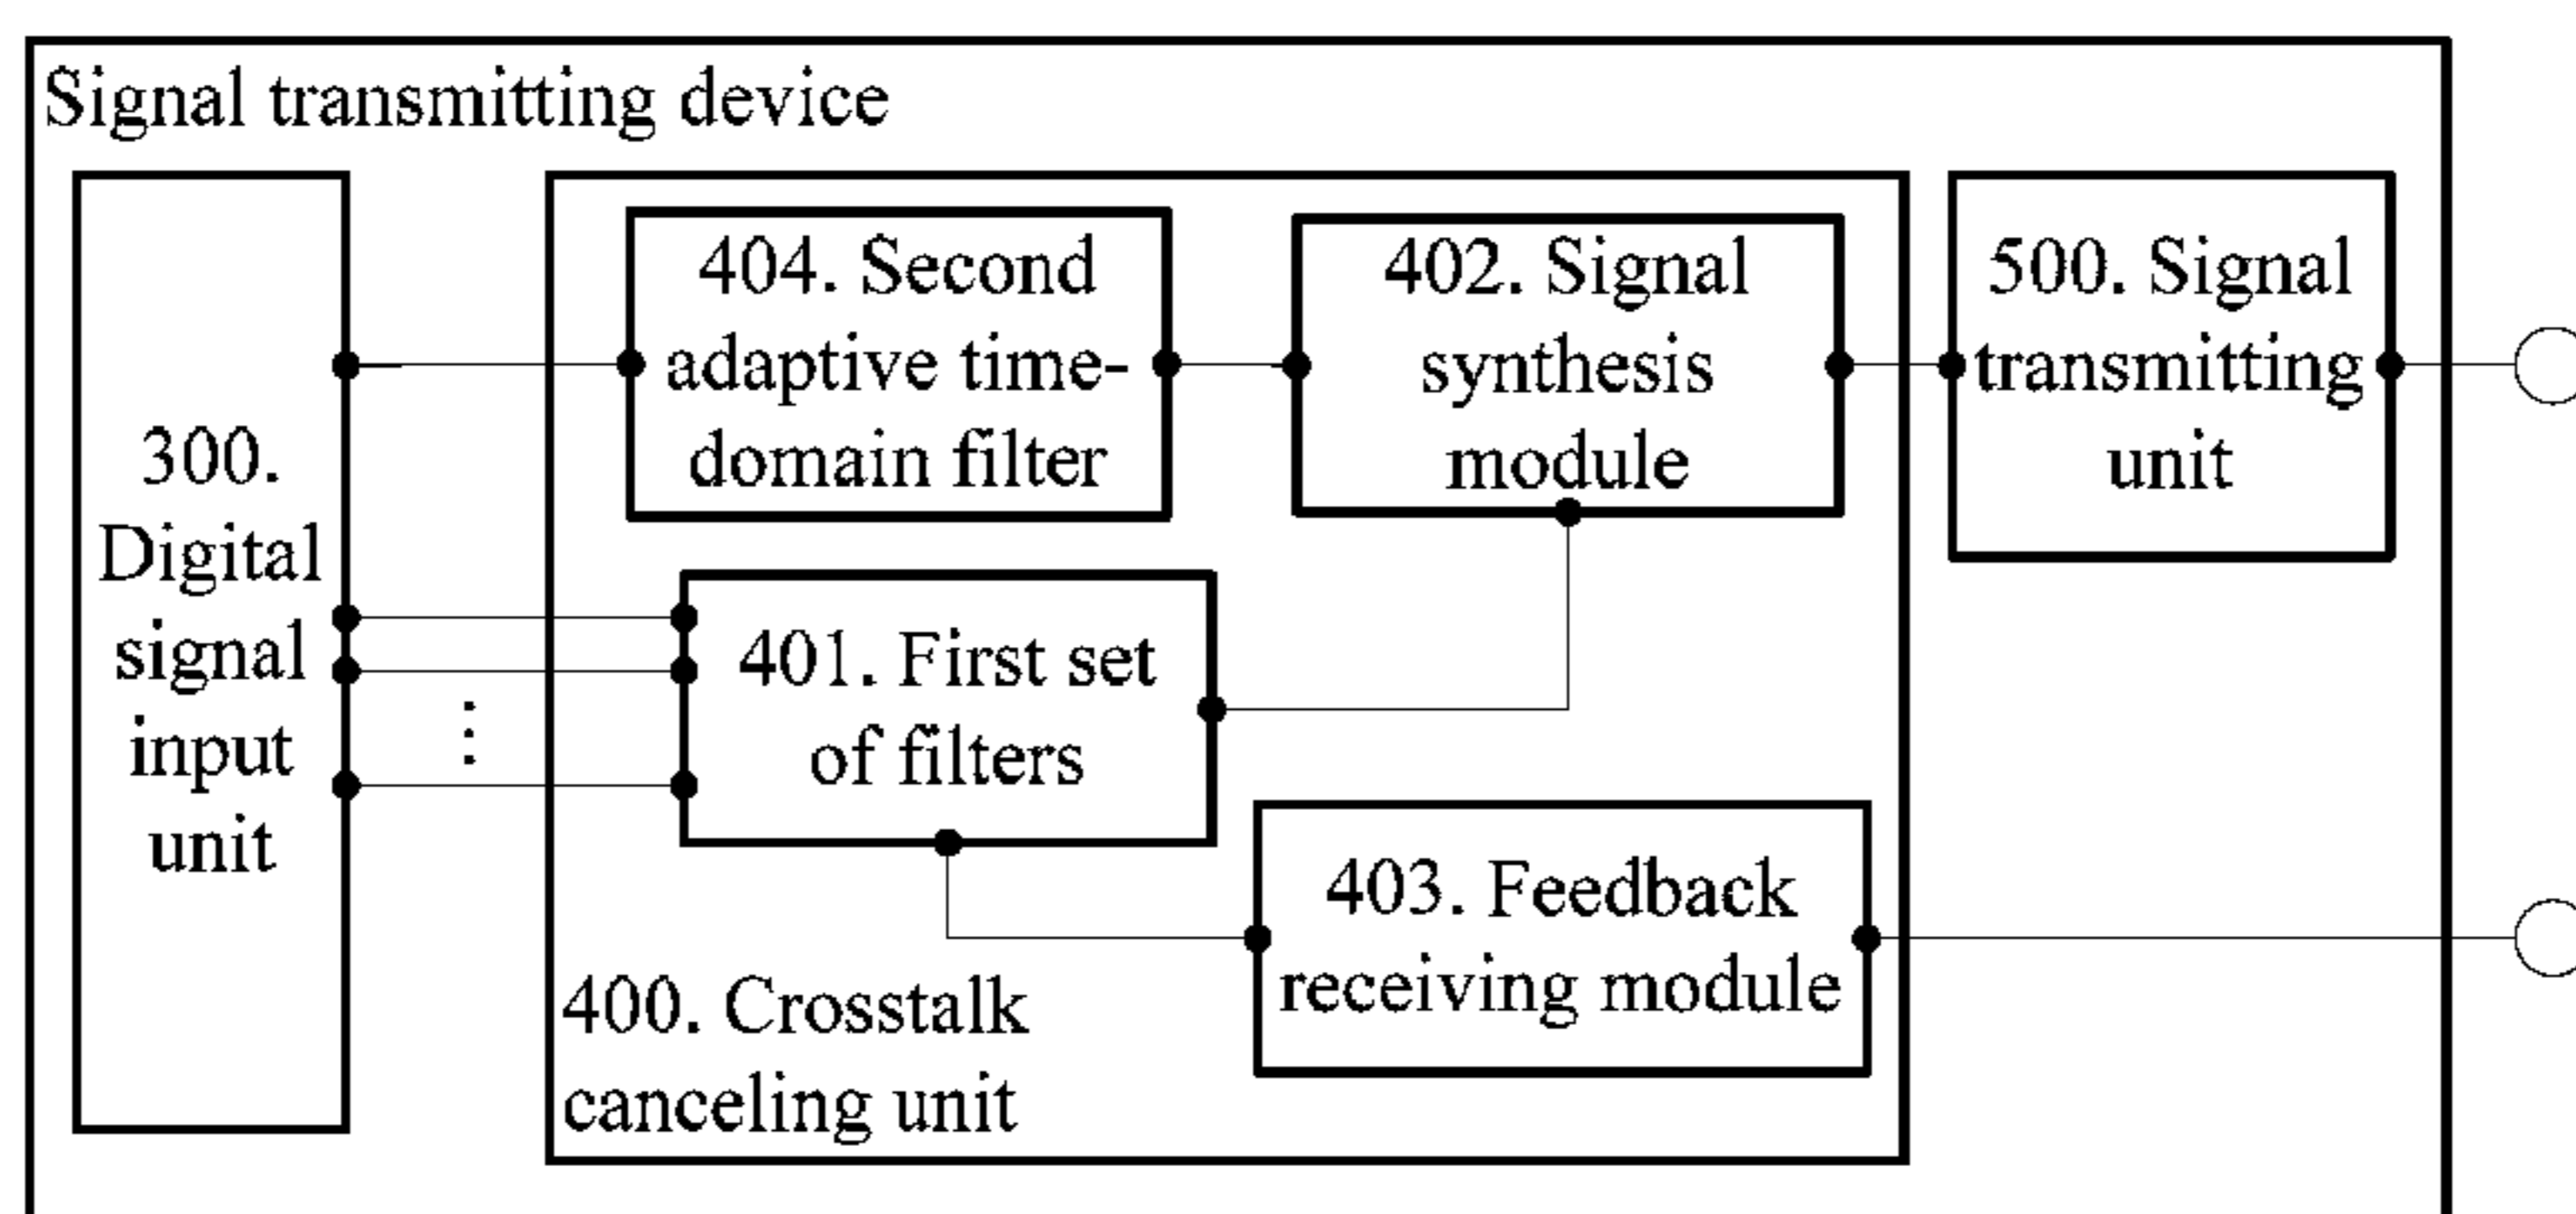 Signal transmitting device
300.
Digital
signal
input
unit
404. Second
adaptive time-
domain filter
402. Signal
synthesis
module
500. Signal
transmitting
unit
401. First set
of filters
403. Feedback
receiving module
400. Crosstalk
canceling unit